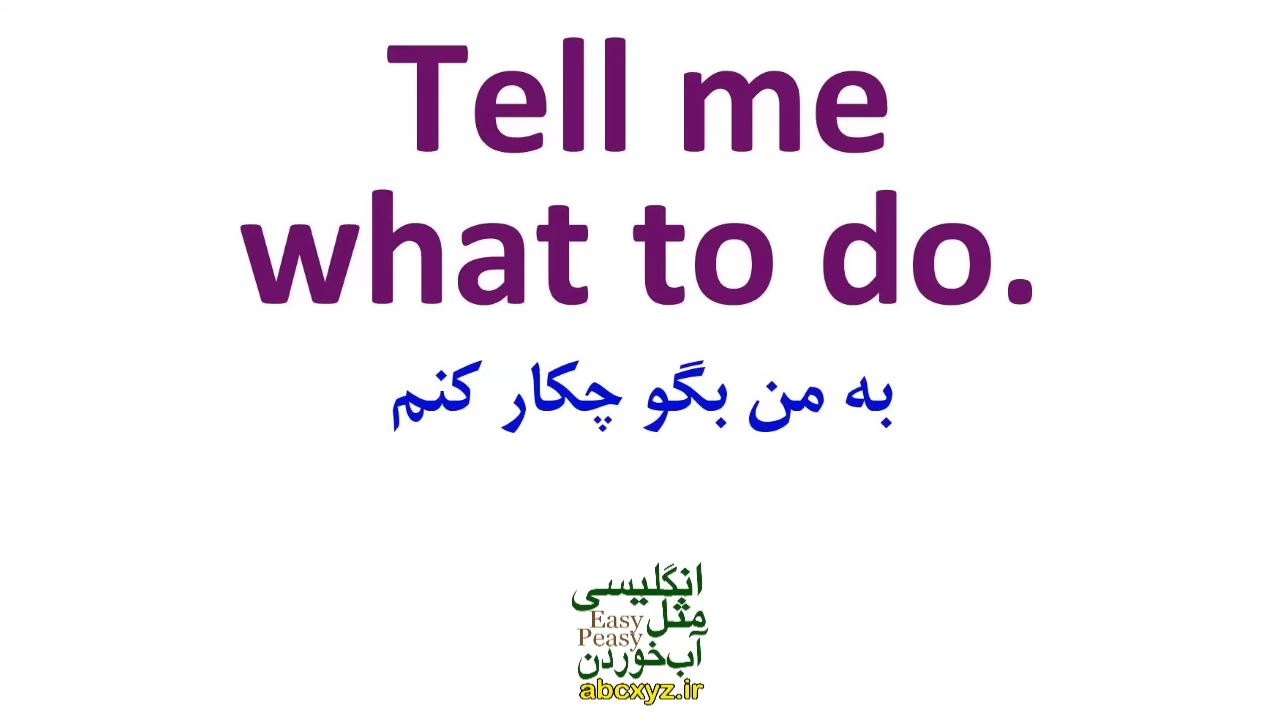 Tell me
what to do.
به من بگو چکار کنم
انگلیسی
مثل
Easy
Peasy
آب‌خوردن
abcxyz.ir